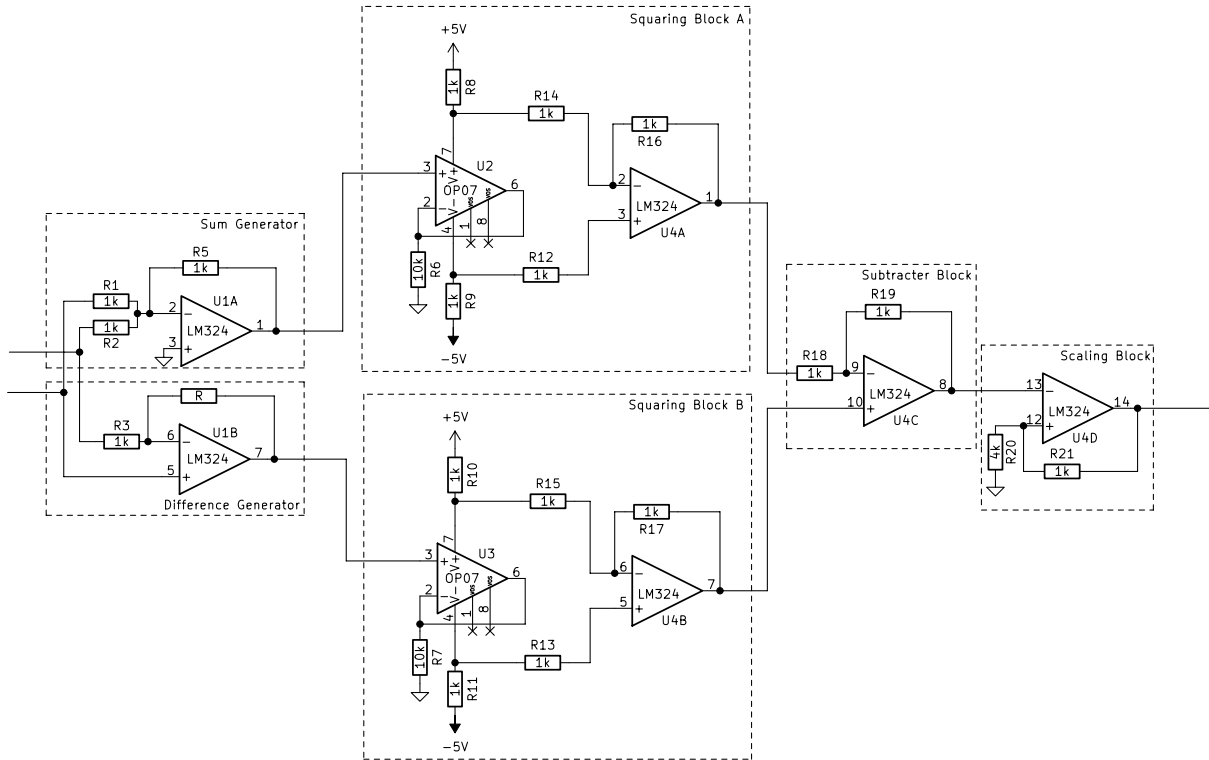 Squaring Block A
+5V
1k
R8
R14
1k
1k
R16
7
3
+
V+
U2
OP07
6
2
−
V−
VOS
VOS
4
1
8
2
−
LM324
1
3
+
U4A
10k
R6
R12
1k
1k
R9
−5V
Sum Generator
R5
1k
R1
1k
1k
R2
U1A
2
−
LM324
1
3
+
Subtracter Block
R19
1k
R18
1k
9
−
LM324
8
10
+
U4C
Scaling Block
13
−
LM324
14
12
+
U4D
4k
R20
R21
1k
R
R3
1k
U1B
6
−
LM324
7
5
+
Difference Generator
Squaring Block B
+5V
1k
R10
R15
1k
1k
R17
7
3
+
V+
U3
OP07
6
2
−
V−
VOS
VOS
4
1
8
6
−
LM324
7
5
+
U4B
10k
R7
R13
1k
1k
R11
−5V